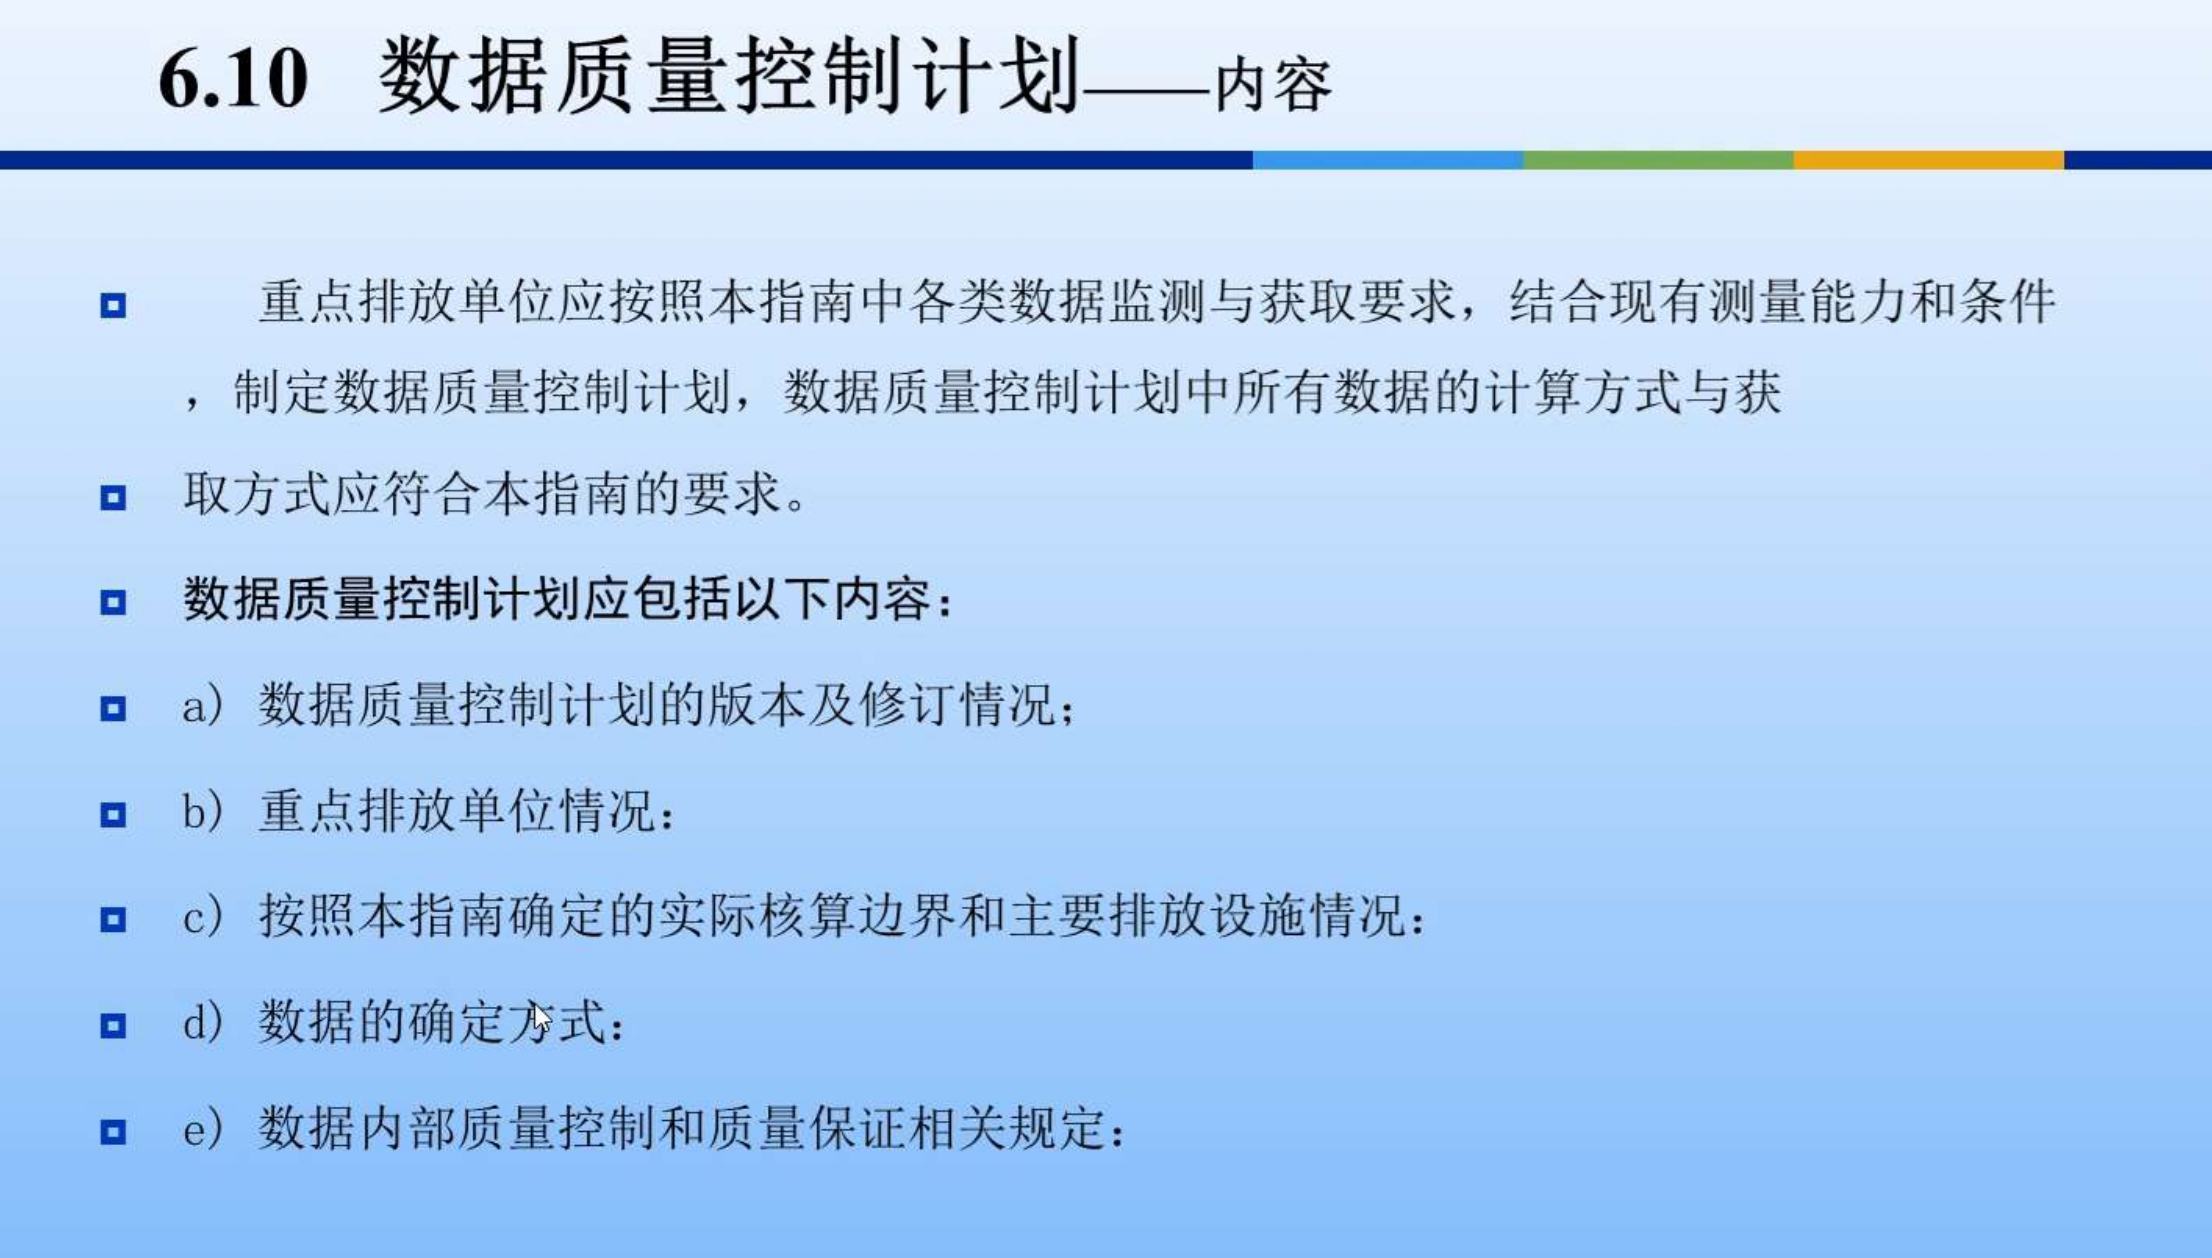 6.10 数据质量控制计划——内容
重点排放单位应按照本指南中各类数据监测与获取要求，结合现有测量能力和条件
，制定数据质量控制计划，数据质量控制计划中所有数据的计算方式与获
取方式应符合本指南的要求。
数据质量控制计划应包括以下内容：
a) 数据质量控制计划的版本及修订情况；
b) 重点排放单位情况：
c) 按照本指南确定的实际核算边界和主要排放设施情况：
d) 数据的确定方式：
e) 数据内部质量控制和质量保证相关规定：